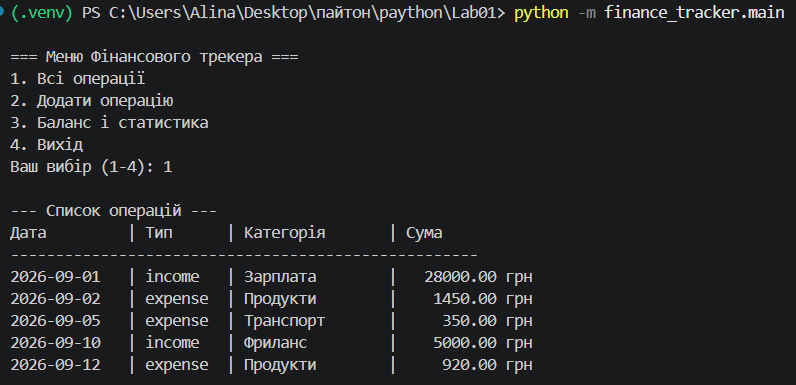 (.venv) PS C:\Users\Alina\Desktop\пайтон\paython\Lab01> python -m finance_tracker.main
=== Меню Фінансового трекера ===
1. Всі операції
2. Додати операцію
3. Баланс і статистика
4. Вихід
Ваш вибір (1-4): 1
--- Список операцій ---
Дата | Тип | Категорія | Сума
----------------------------------------------------
2026-09-01 | income | Зарплата | 28000.00 грн
2026-09-02 | expense | Продукти | 1450.00 грн
2026-09-05 | expense | Транспорт | 350.00 грн
2026-09-10 | income | Фриланс | 5000.00 грн
2026-09-12 | expense | Продукти | 920.00 грн